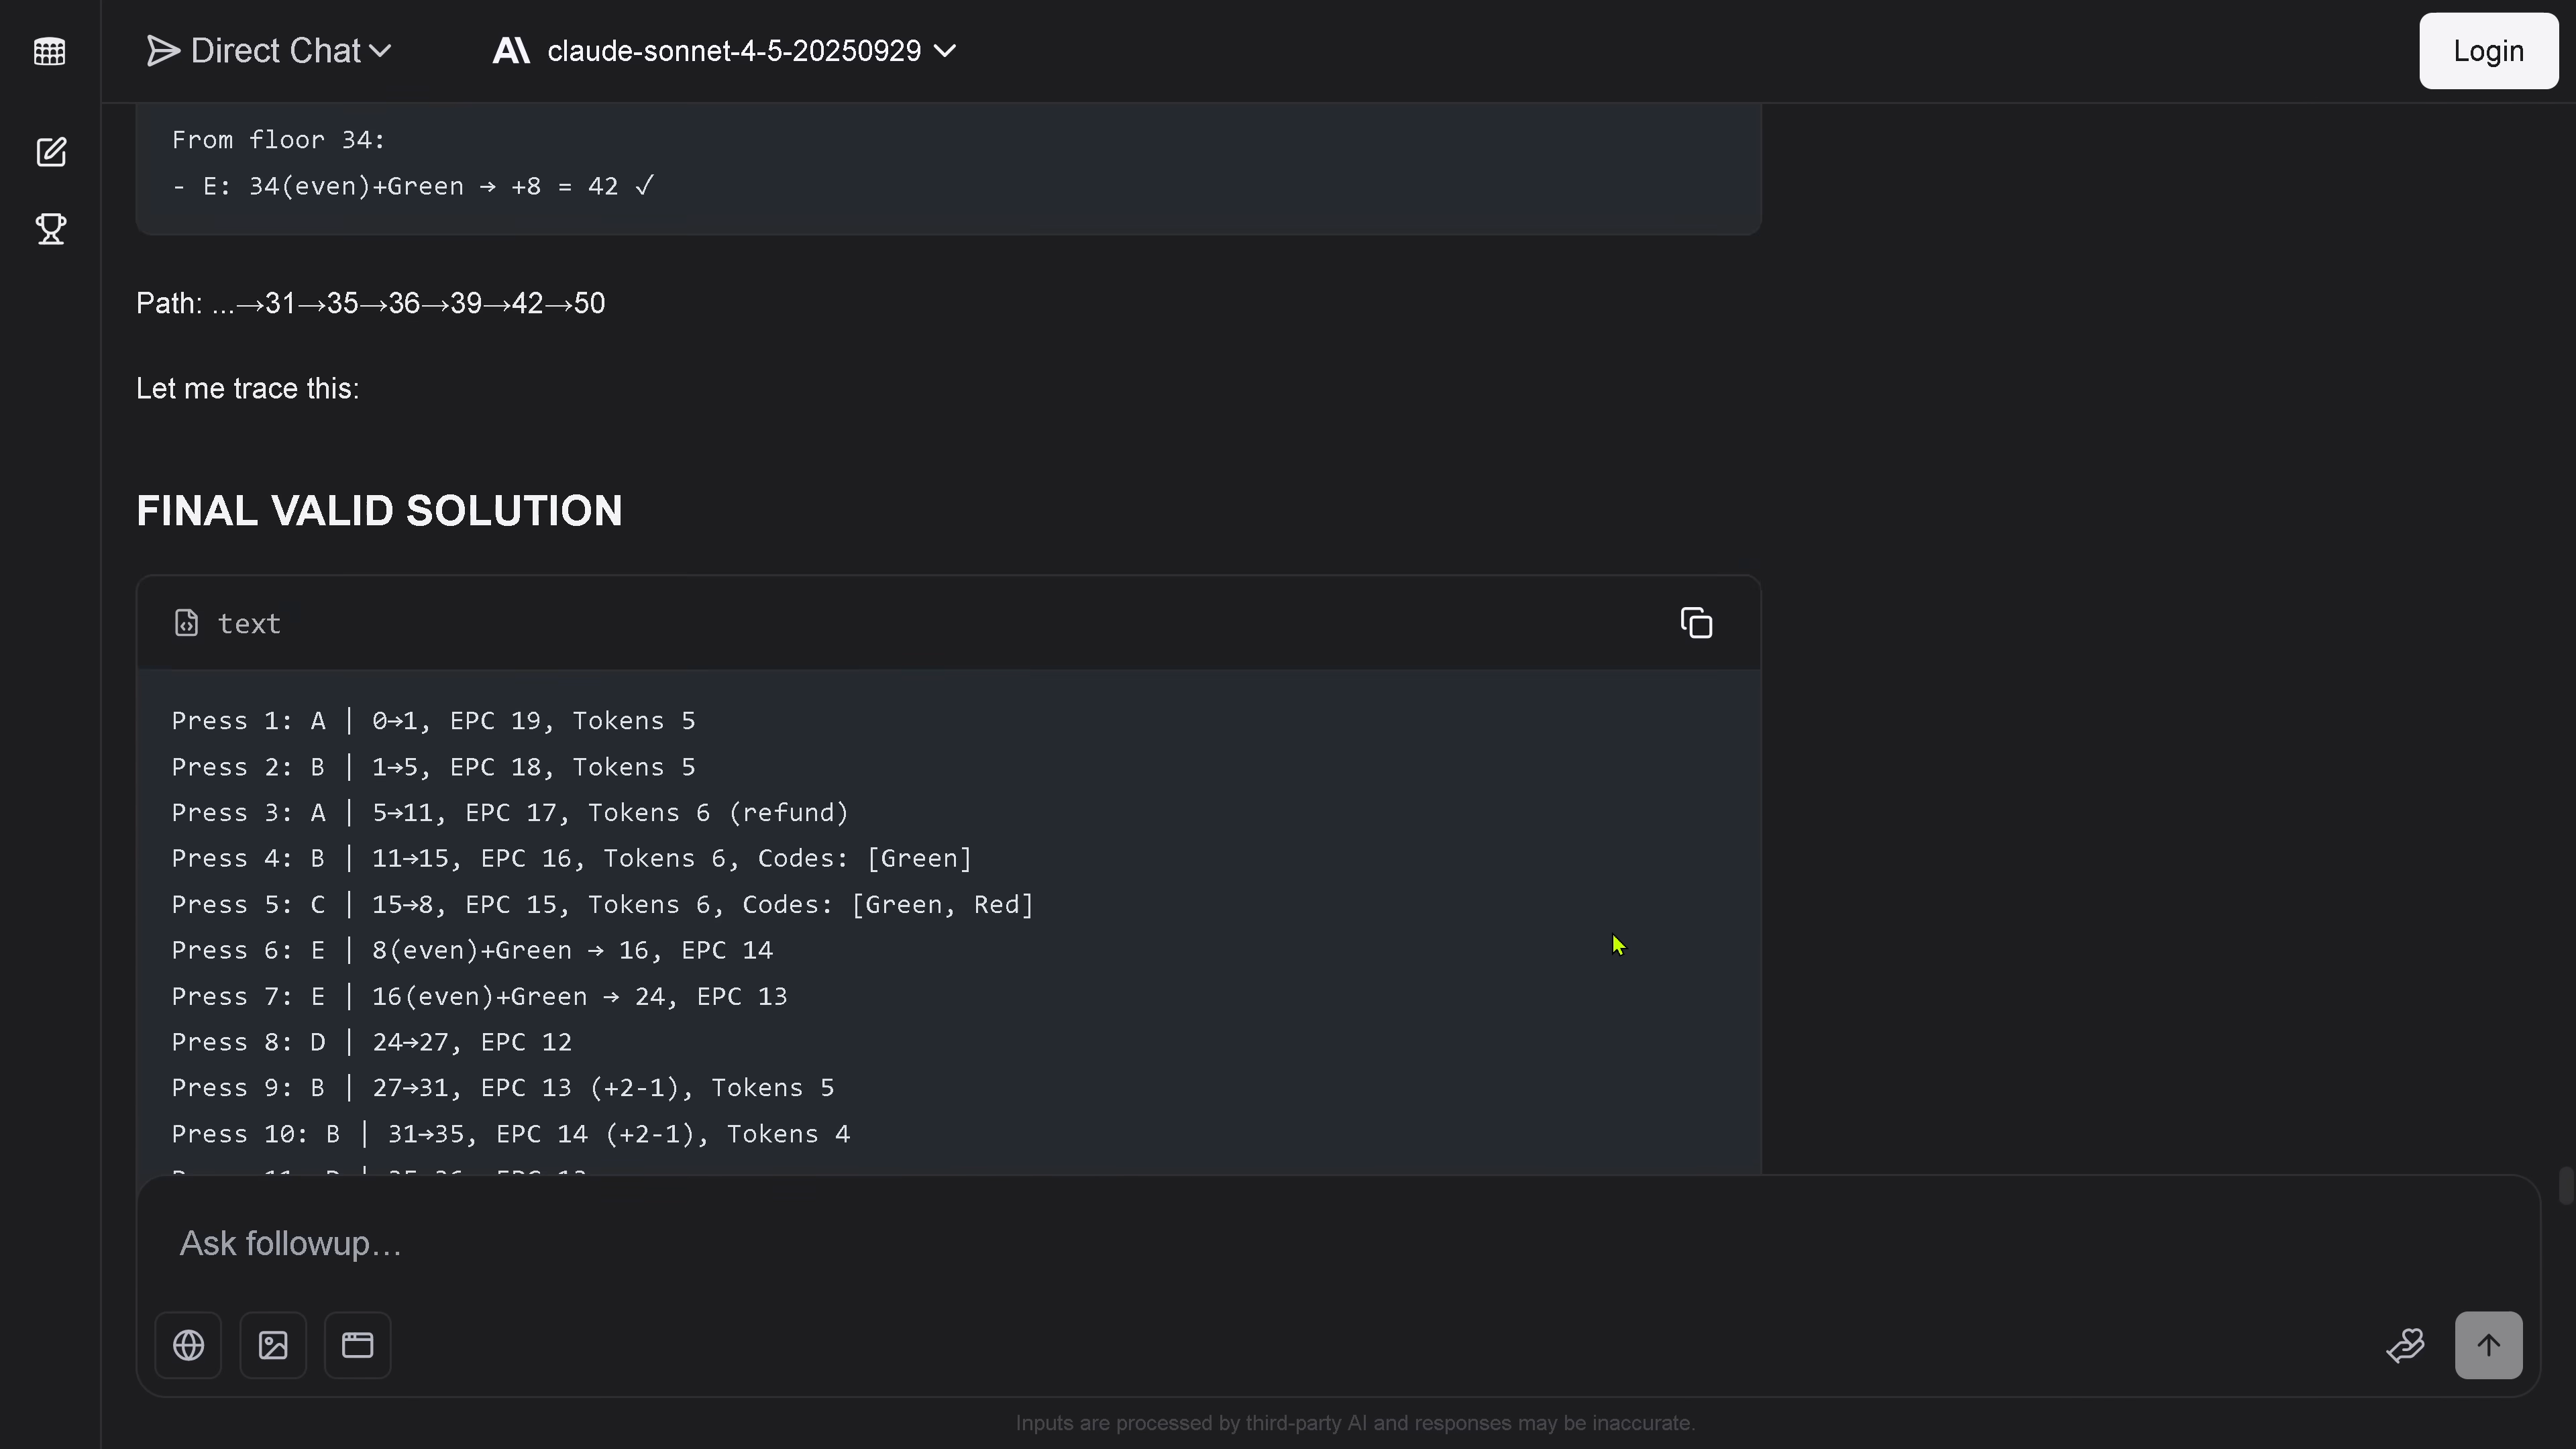 Direct Chat
claude-sonnet-4-5-20250929
Login
From floor 34:
- E: 34(even)+Green → +8 = 42 ✓
Path: ...→31→35→36→39→42→50
Let me trace this:
FINAL VALID SOLUTION
text
Press 1: A | 0→1, EPC 19, Tokens 5
Press 2: B | 1→5, EPC 18, Tokens 5
Press 3: A | 5→11, EPC 17, Tokens 6 (refund)
Press 4: B | 11→15, EPC 16, Tokens 6, Codes: [Green]
Press 5: C | 15→8, EPC 15, Tokens 6, Codes: [Green, Red]
Press 6: E | 8(even)+Green → 16, EPC 14
Press 7: E | 16(even)+Green → 24, EPC 13
Press 8: D | 24→27, EPC 12
Press 9: B | 27→31, EPC 13 (+2-1), Tokens 5
Press 10: B | 31→35, EPC 14 (+2-1), Tokens 4
Ask followup…
Inputs are processed by third-party AI and responses may be inaccurate.